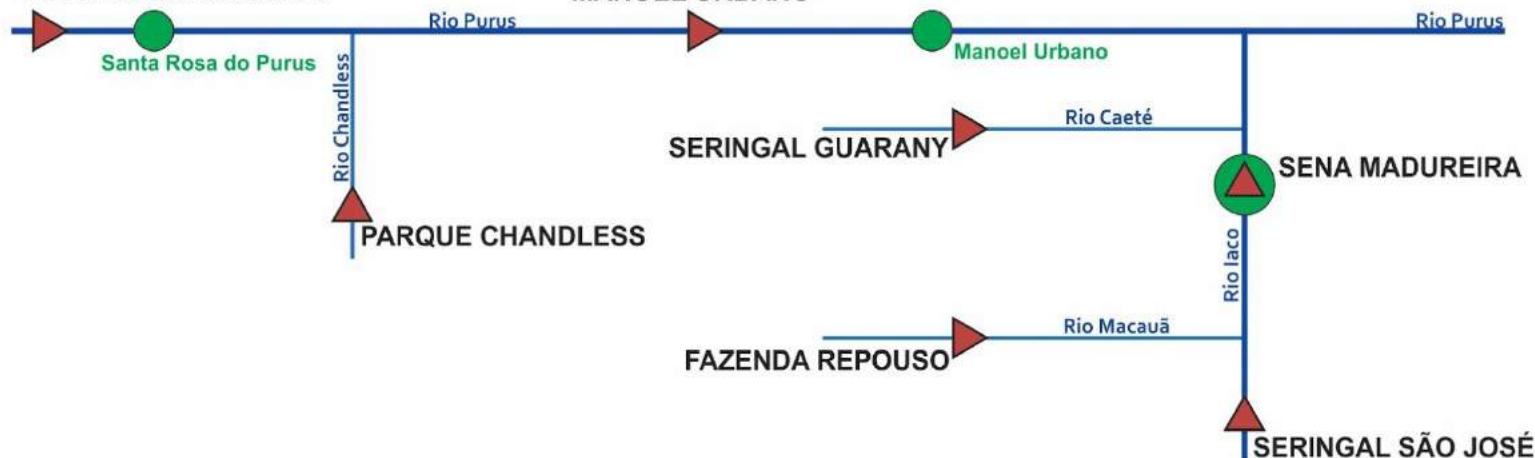 Rio Purus
Rio Purus
Santa Rosa do Purus
Manoel Urbano
Rio Chandless
Rio Caeté
SERINGAL GUARANY
SENA MADUREIRA
PARQUE CHANDLESS
Rio Iaco
Rio Macauã
FAZENDA REPOUSO
SERINGAL SÃO JOSÉ